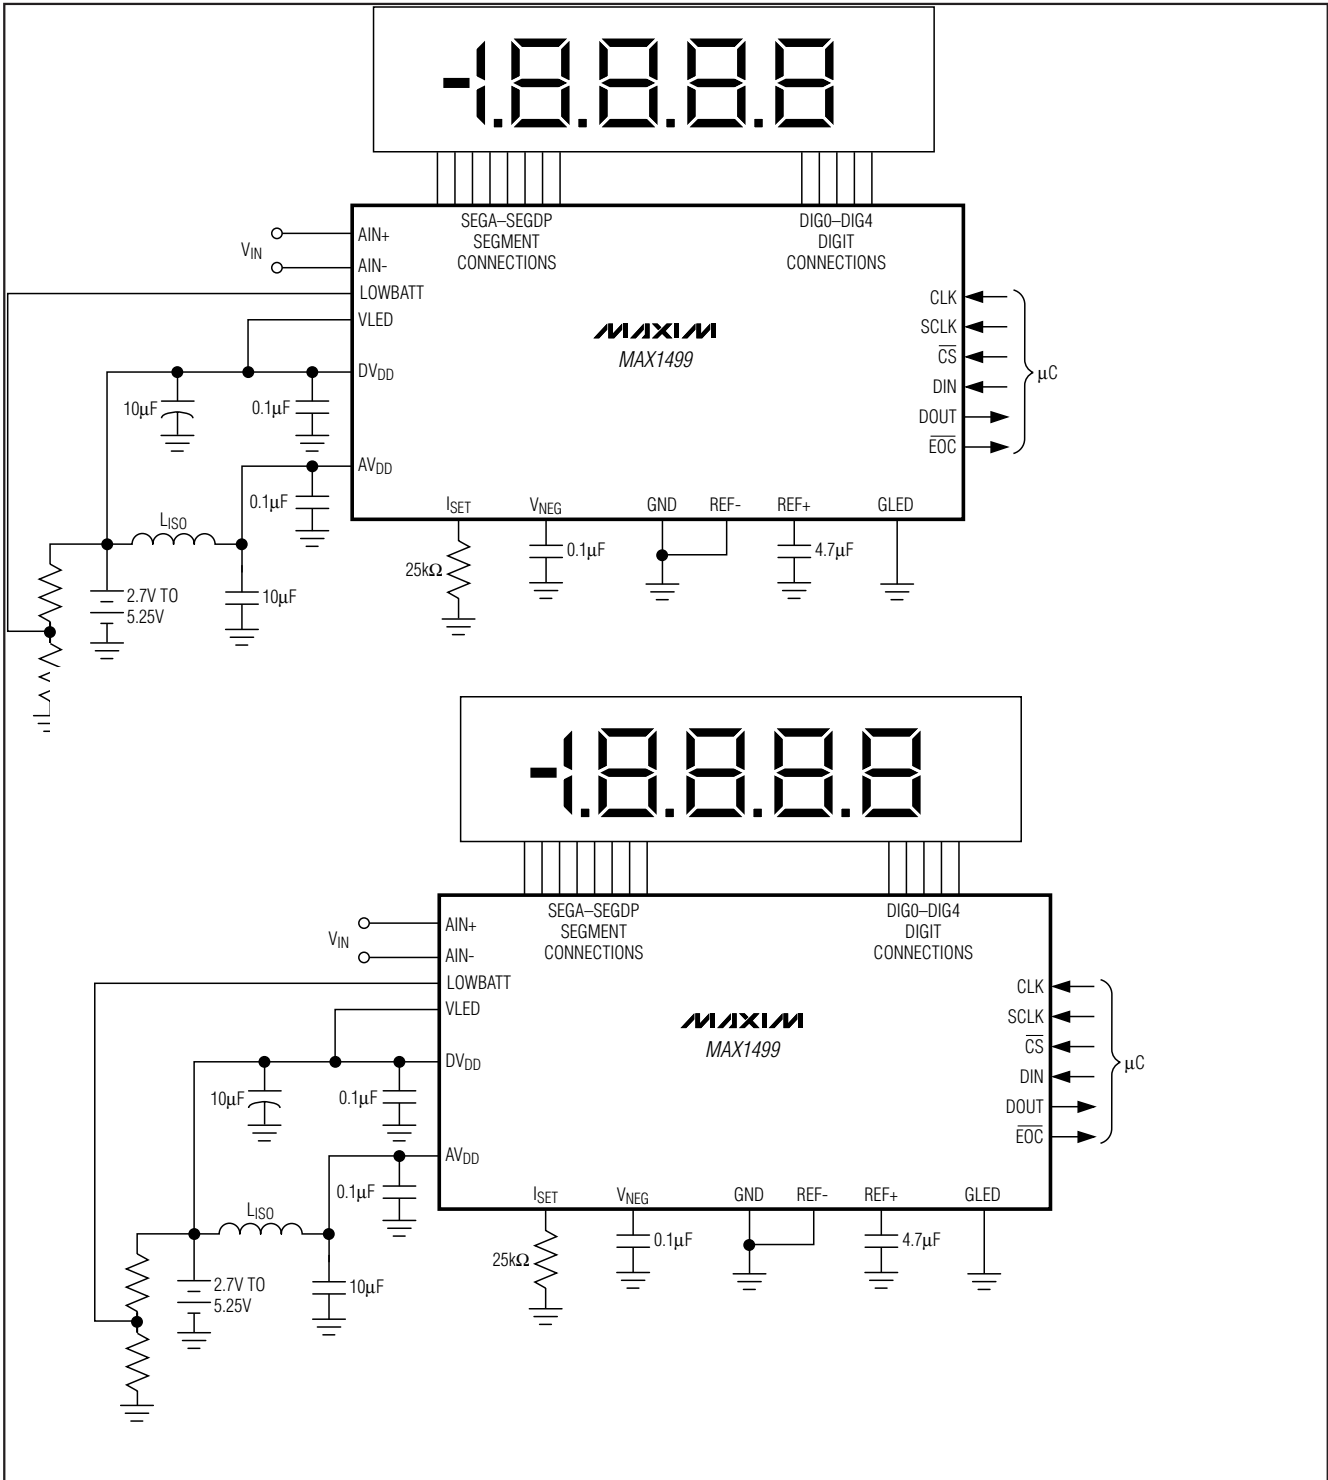 -1.8.8.8.8
SEGA–SEGDP
SEGMENT
CONNECTIONS
DIG0–DIG4
DIGIT
CONNECTIONS
VIN
AIN+
AIN-
LOWBATT
VLED
DVDD
AVDD
MAXIM
MAX1499
CLK
SCLK
CS
DIN
DOUT
EOC
μC
10μF
0.1μF
0.1μF
LISO
2.7V TO
5.25V
10μF
ISET
VNEG
GND
REF-
REF+
GLED
25kΩ
0.1μF
4.7μF
-1.8.8.8.8
SEGA–SEGDP
SEGMENT
CONNECTIONS
DIG0–DIG4
DIGIT
CONNECTIONS
VIN
AIN+
AIN-
LOWBATT
VLED
DVDD
AVDD
MAXIM
MAX1499
CLK
SCLK
CS
DIN
DOUT
EOC
μC
10μF
0.1μF
0.1μF
LISO
2.7V TO
5.25V
10μF
ISET
VNEG
GND
REF-
REF+
GLED
25kΩ
0.1μF
4.7μF